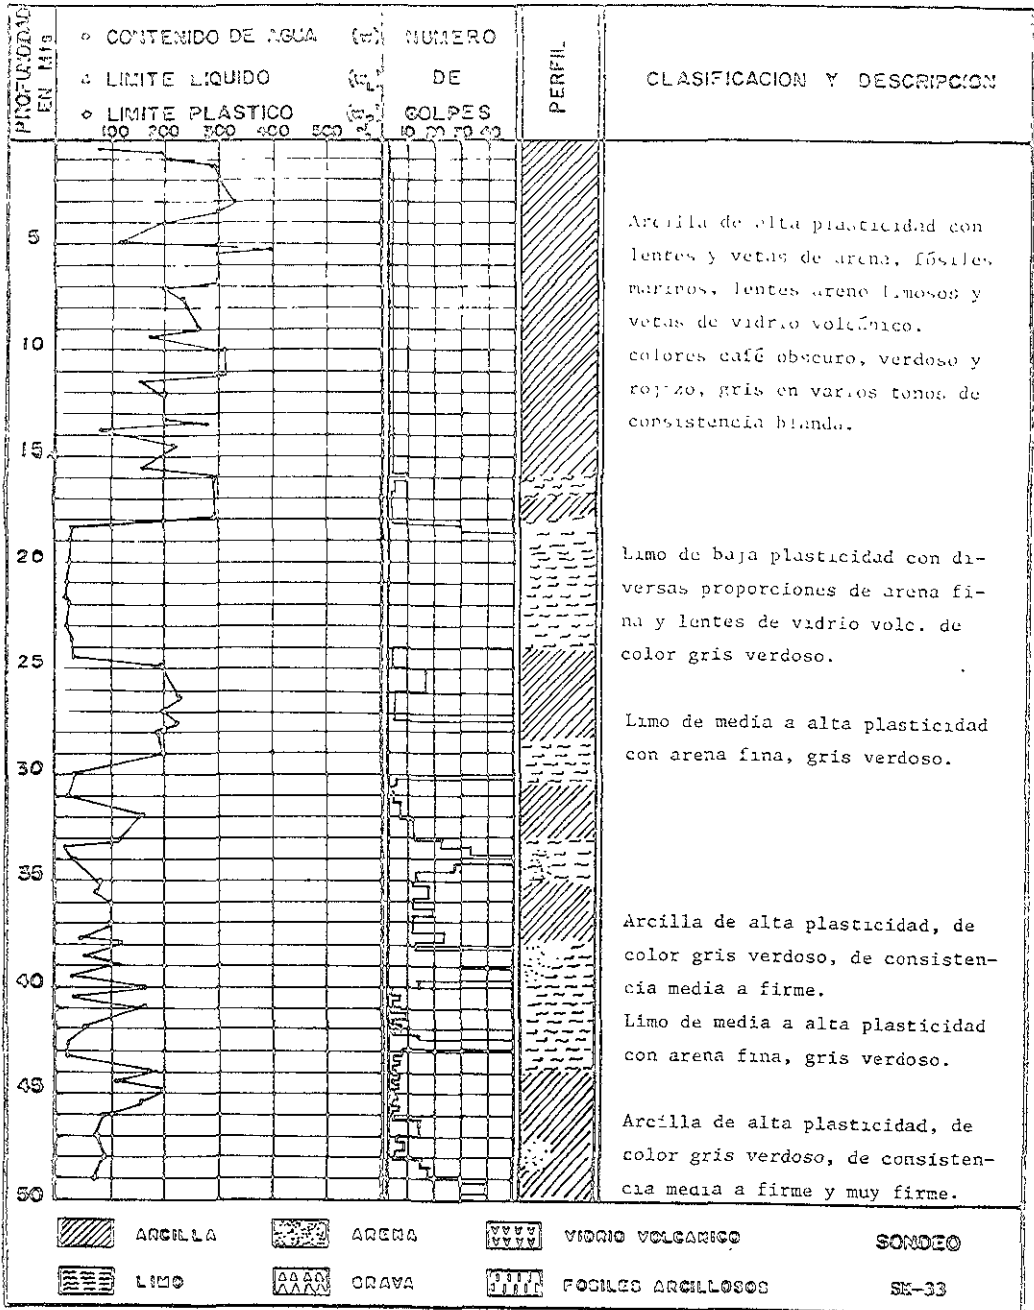 PROFUNDIDAD
EN Mts
○ CONTENIDO DE AGUA (w)
△ LIMITE LIQUIDO
◇ LIMITE PLASTICO
100 200 300 400 500
NUMERO
DE
GOLPES
10 20 30 40
PERFIL
CLASIFICACION Y DESCRIPCION
5
10
15
20
25
30
35
40
45
50
Arcilla de alta plasticidad con
lentes y vetas de arena, fósiles
marinos, lentes areno limosos y
vetas de vidrio volcánico.
colores café obscuro, verdoso y
rojizo, gris en varios tonos de
consistencia blanda.
Limo de baja plasticidad con di-
versas proporciones de arena fi-
na y lentes de vidrio volc. de
color gris verdoso.
Limo de media a alta plasticidad
con arena fina, gris verdoso.
Arcilla de alta plasticidad, de
color gris verdoso, de consisten-
cia media a firme.
Limo de media a alta plasticidad
con arena fina, gris verdoso.
Arcilla de alta plasticidad, de
color gris verdoso, de consisten-
cia media a firme y muy firme.
ARCILLA
ARENA
VIDRIO VOLCANICO
SONDEO
LIMO
GRAVA
FOSILES ARCILLOSOS
SM-33